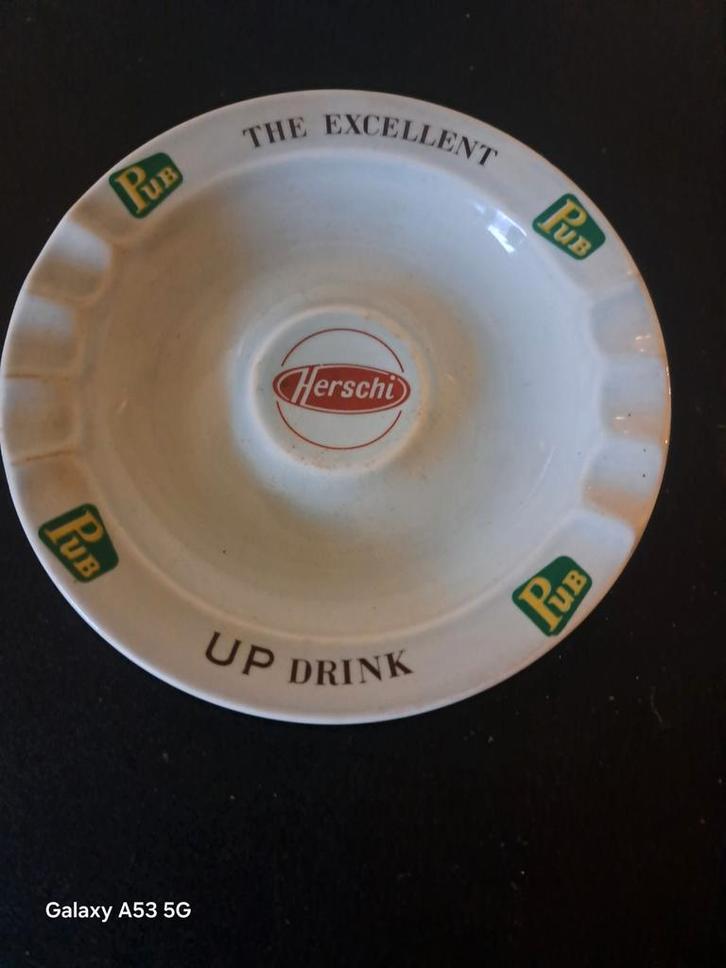 THE EXCELLENT
PUB
PUB
Herschi
PUB
PUB
UP DRINK
Galaxy A53 5G